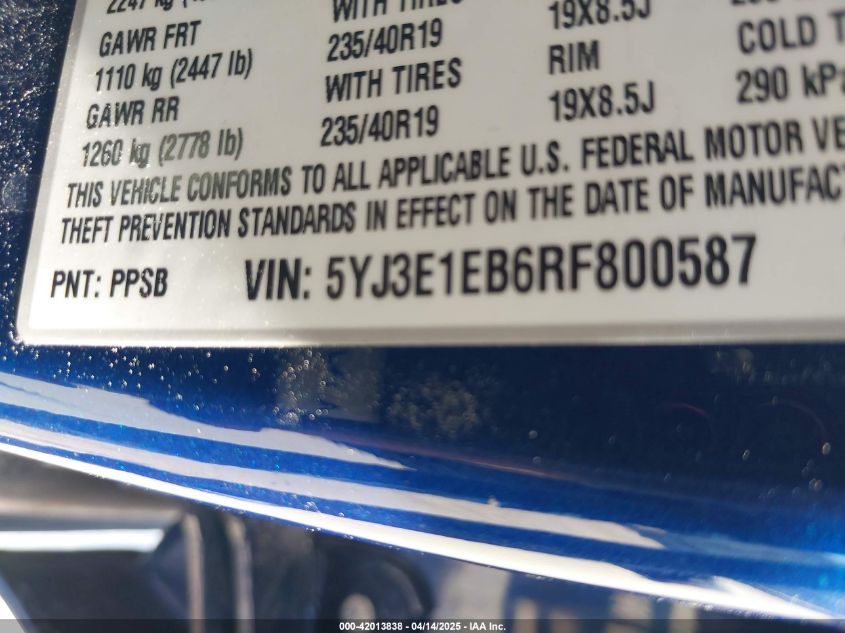 2247 kg
GAWR FRT WITH TIRES 19X8.5J
1110 kg (2447 lb) 235/40R19 RIM COLD
GAWR RR WITH TIRES 19X8.5J 290 kPa
1260 kg (2778 lb) 235/40R19
THIS VEHICLE CONFORMS TO ALL APPLICABLE U.S. FEDERAL MOTOR
THEFT PREVENTION STANDARDS IN EFFECT ON THE DATE OF
PNT: PPSB VIN: 5YJ3E1EB6RF800587
000-42013838 - 04/14/2025 - IAA Inc.